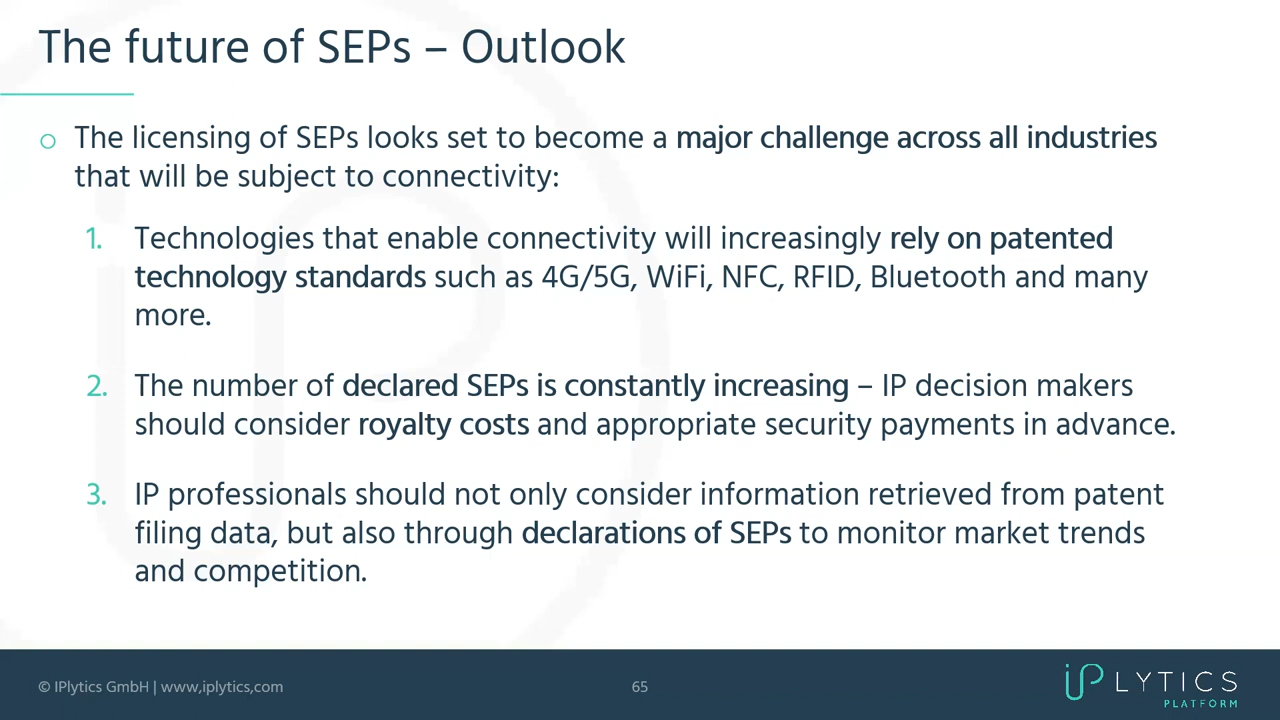 The future of SEPs – Outlook
The licensing of SEPs looks set to become a major challenge across all industries
that will be subject to connectivity:
1. Technologies that enable connectivity will increasingly rely on patented
technology standards such as 4G/5G, WiFi, NFC, RFID, Bluetooth and many
more.
2. The number of declared SEPs is constantly increasing – IP decision makers
should consider royalty costs and appropriate security payments in advance.
3. IP professionals should not only consider information retrieved from patent
filing data, but also through declarations of SEPs to monitor market trends
and competition.
© IPlytics GmbH | www,iplytics,com
65
iPLYTICS
PLATFORM